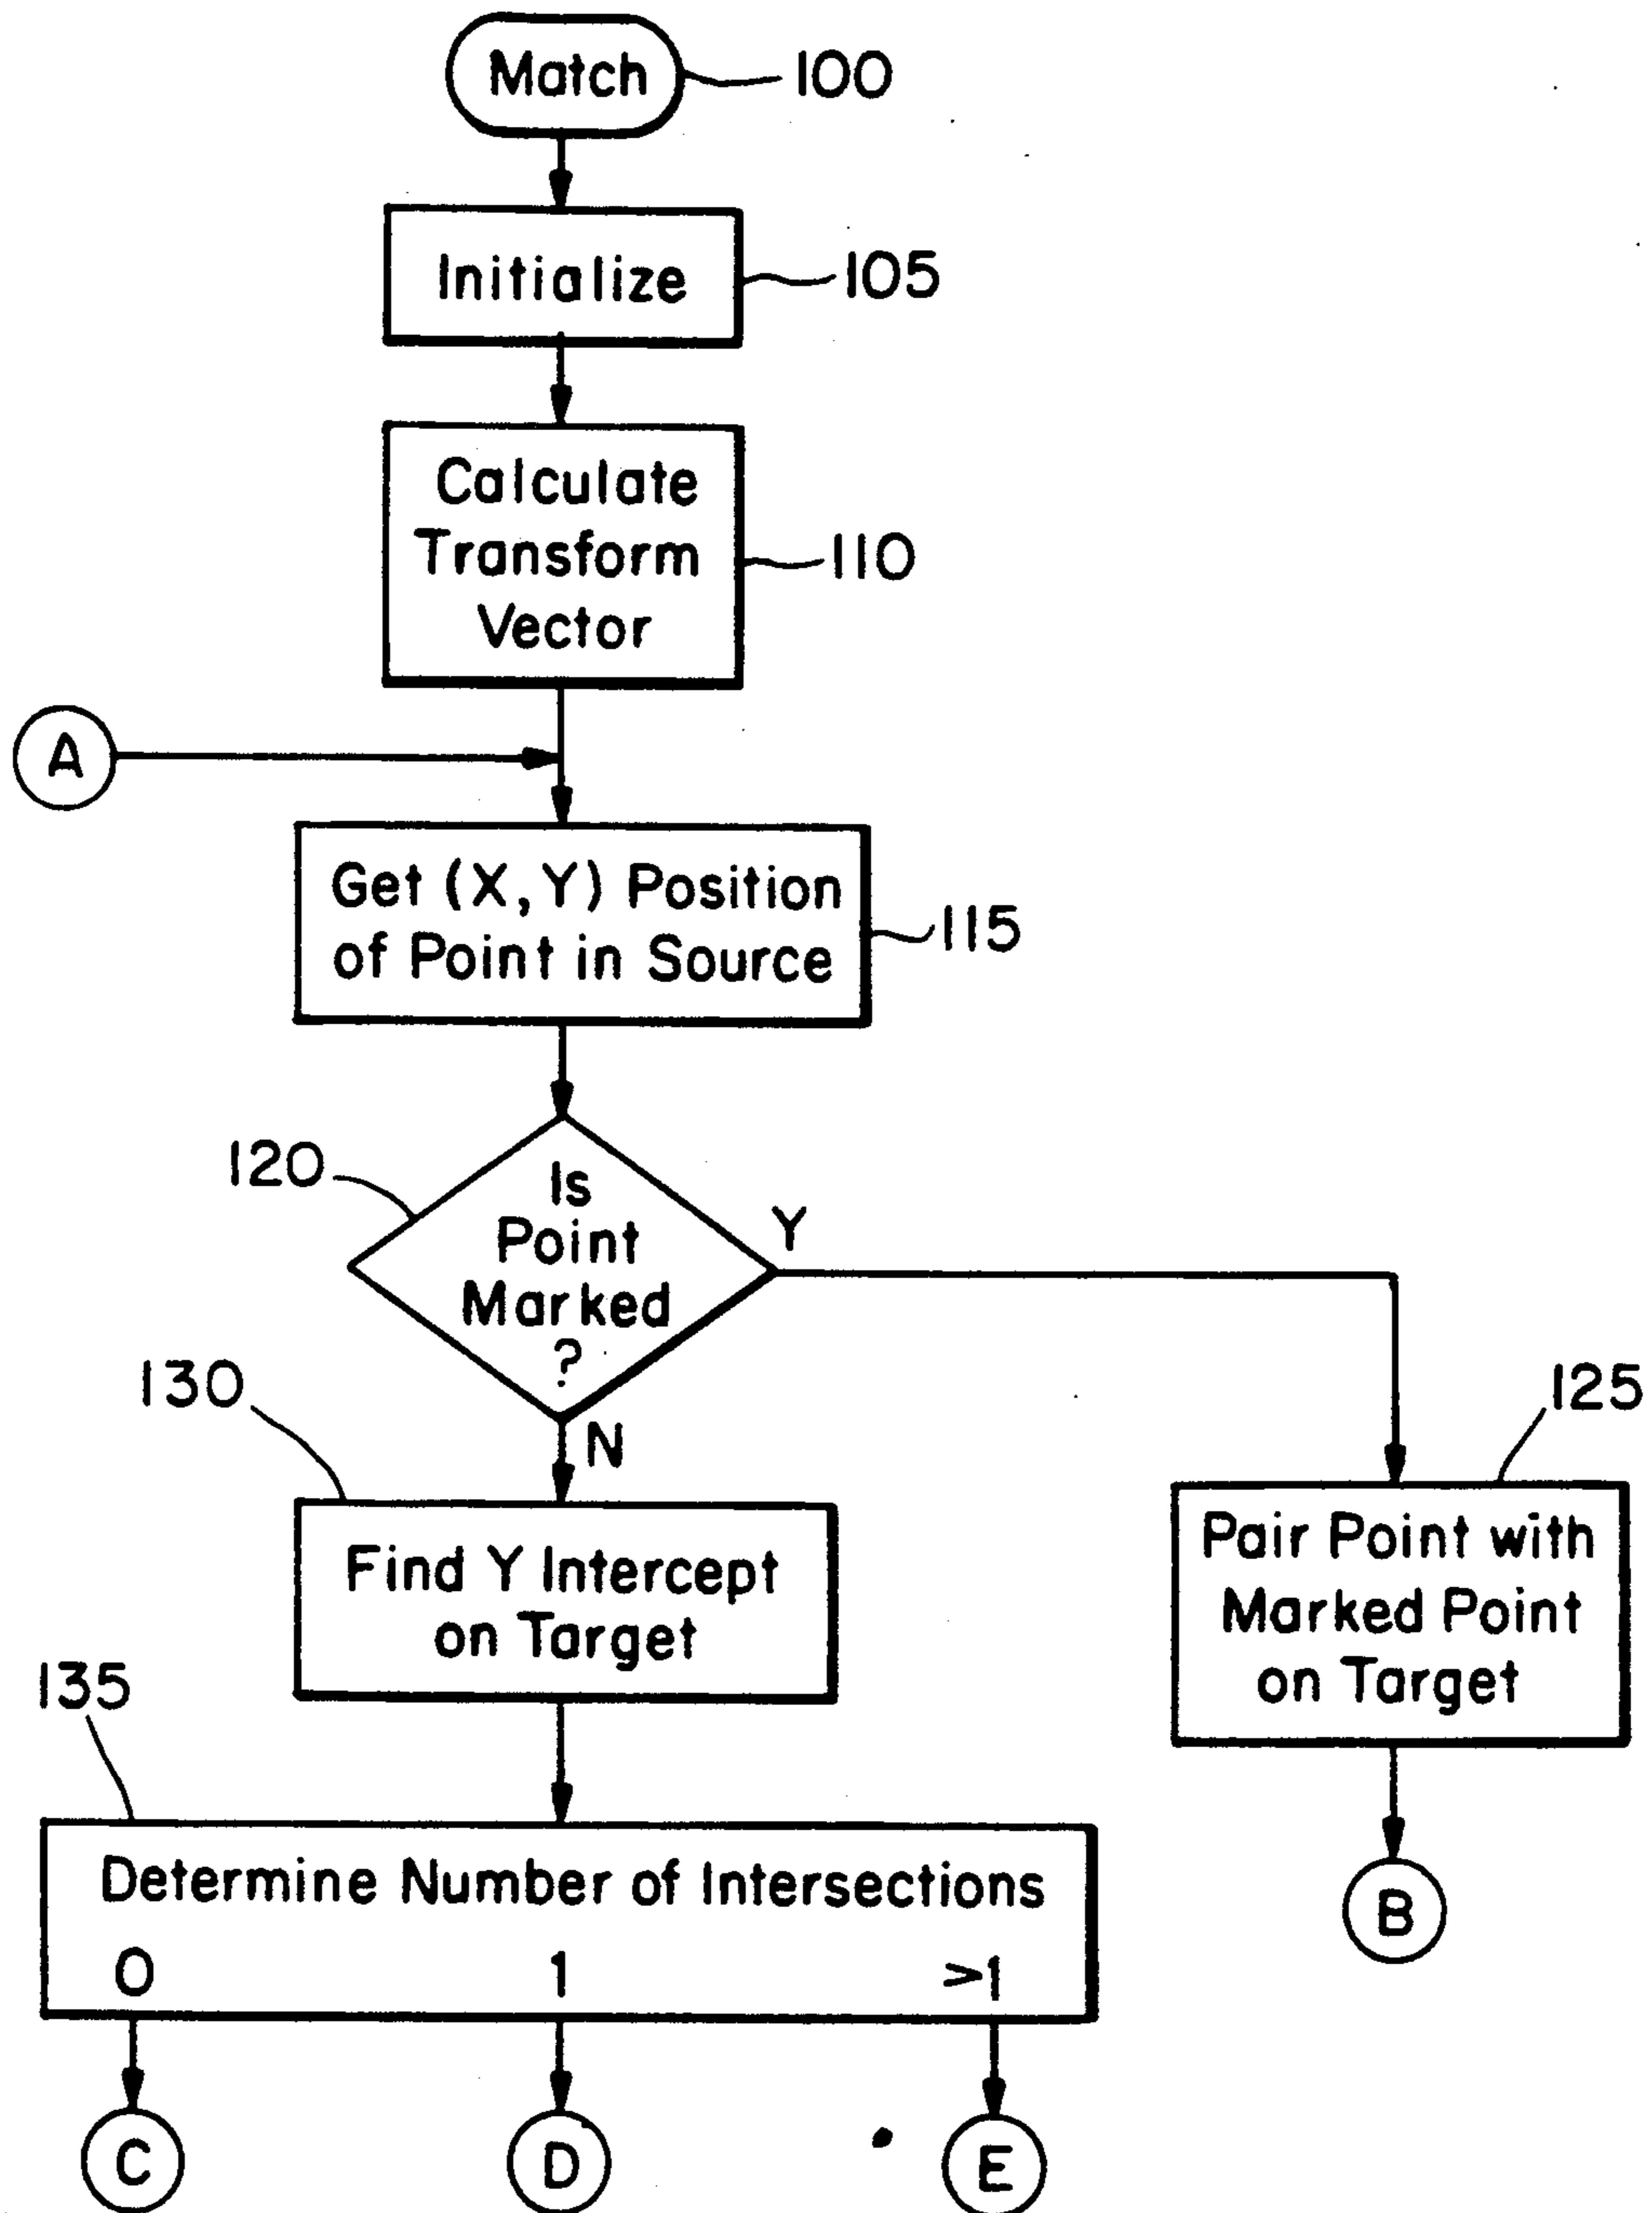 Match
100
Initialize
105
Calculate
Transform
Vector
110
A
Get (X, Y) Position
of Point in Source
115
120
Is
Point
Marked
?
Y
N
125
Pair Point with
Marked Point
on Target
B
130
Find Y Intercept
on Target
135
Determine Number of Intersections
0 1 >1
C D E